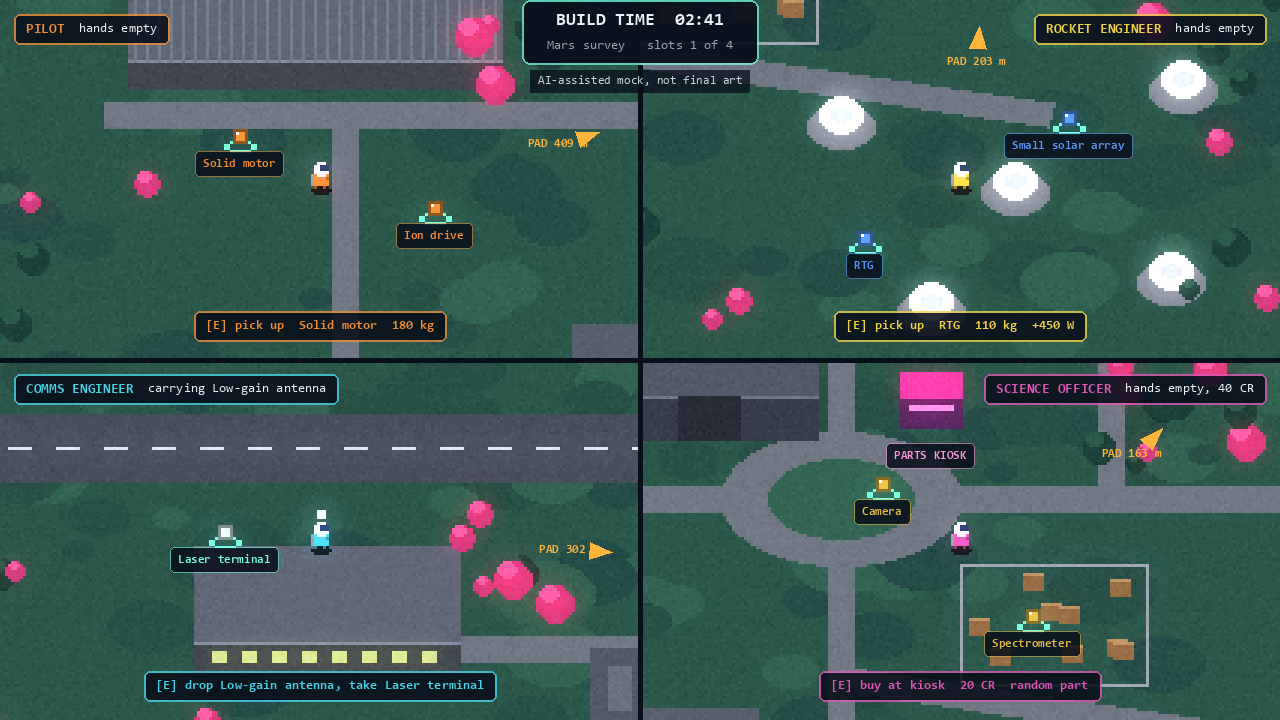 PILOT hands empty
BUILD TIME 02:41
Mars survey slots 1 of 4
AI-assisted mock, not final art
ROCKET ENGINEER hands empty
PAD 203 m
PAD 409
Solid motor
Small solar array
Ion drive
RTG
[E] pick up Solid motor 180 kg
[E] pick up RTG 110 kg +450 W
COMMS ENGINEER carrying Low-gain antenna
SCIENCE OFFICER hands empty, 40 CR
PARTS KIOSK
PAD 163 m
Camera
Laser terminal
PAD 302
Spectrometer
[E] drop Low-gain antenna, take Laser terminal
[E] buy at kiosk 20 CR random part